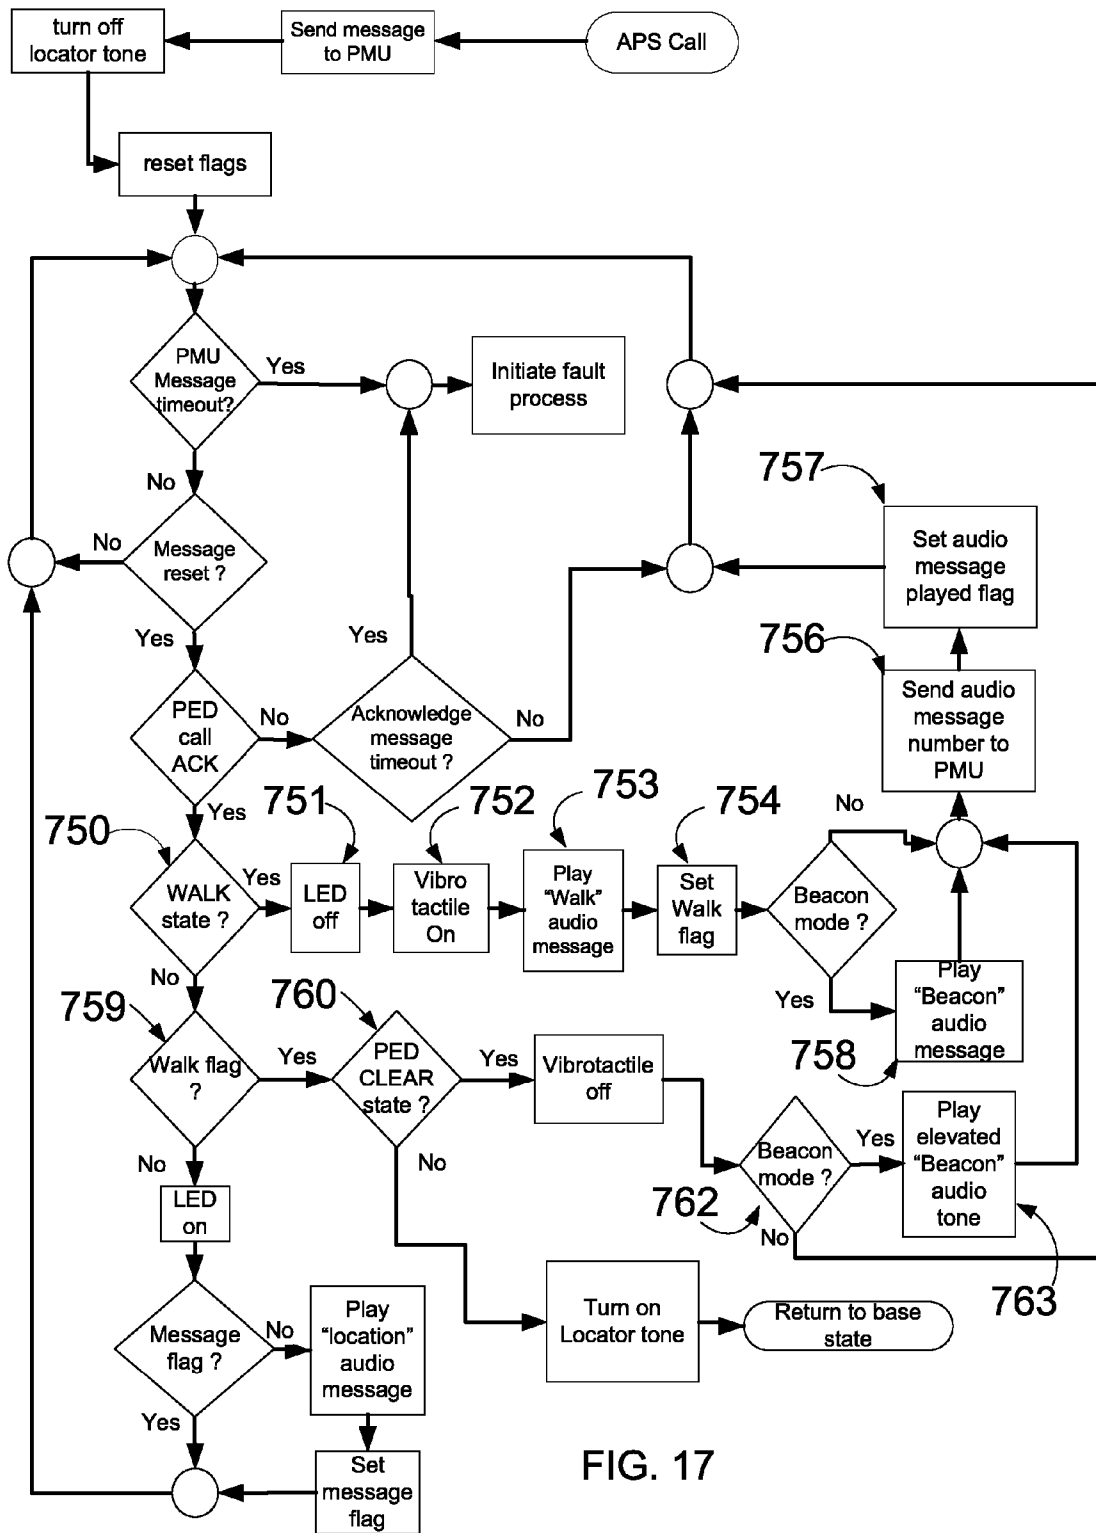 turn off
locator tone
Send message
to PMU
APS Call
reset flags
PMU
Message
timeout?
Yes
Initiate fault
process
No
757
No
Message
reset ?
Set audio
message
played flag
Yes
Yes
756
PED
call
ACK
No
Acknowledge
message
timeout ?
No
Send audio
message
number to
PMU
Yes
751
752
753
754
No
750
WALK
state ?
Yes
LED
off
Vibro
tactile
On
Play
“Walk”
audio
message
Set
Walk
flag
Beacon
mode ?
No
Yes
Play
“Beacon”
audio
message
758
759
760
Walk flag
?
Yes
PED
CLEAR
state ?
Yes
Vibrotactile
off
Beacon
mode ?
Yes
Play
elevated
“Beacon”
audio
tone
No
No
762
No
763
LED
on
Message
flag ?
No
Play
“location”
audio
message
Turn on
Locator tone
Return to base
state
Yes
Set
message
flag
FIG. 17